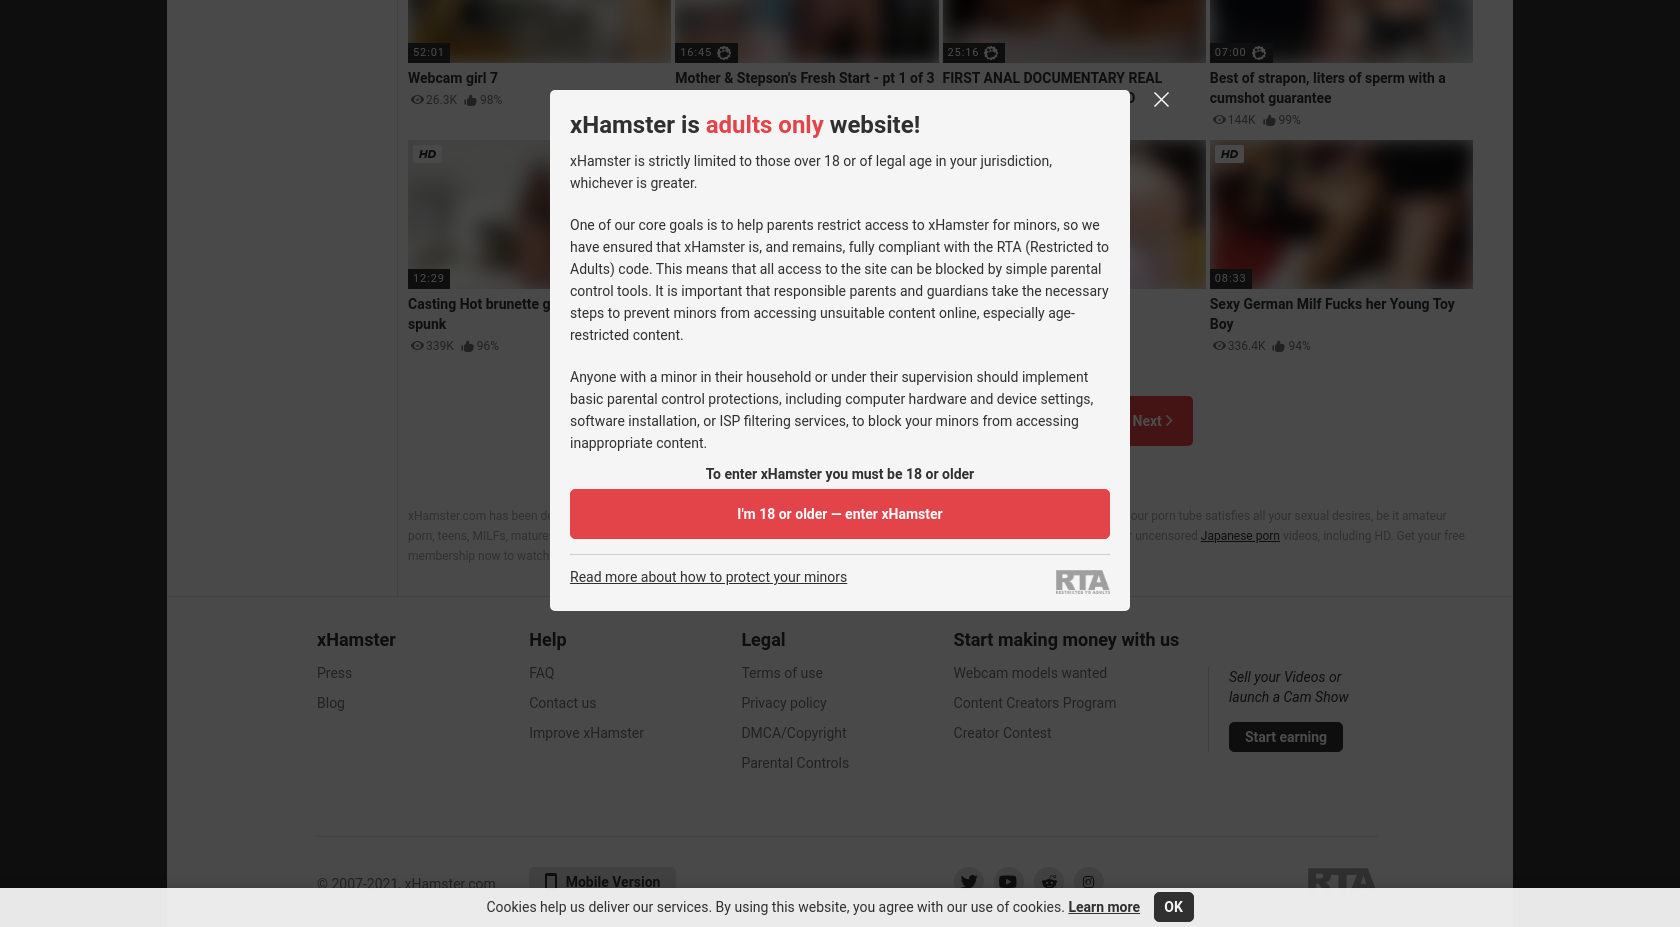 52:01
16:45
25:16
07:00
Webcam girl 7
Mother & Stepson's Fresh Start - pt 1 of 3
FIRST ANAL DOCUMENTARY REAL
Best of strapon, liters of sperm with a
cumshot guarantee
26.3K 98%
144K 99%
xHamster is adults only website!
xHamster is strictly limited to those over 18 or of legal age in your jurisdiction,
whichever is greater.
One of our core goals is to help parents restrict access to xHamster for minors, so we
have ensured that xHamster is, and remains, fully compliant with the RTA (Restricted to
Adults) code. This means that all access to the site can be blocked by simple parental
control tools. It is important that responsible parents and guardians take the necessary
steps to prevent minors from accessing unsuitable content online, especially age-
restricted content.
Anyone with a minor in their household or under their supervision should implement
basic parental control protections, including computer hardware and device settings,
software installation, or ISP filtering services, to block your minors from accessing
inappropriate content.
To enter xHamster you must be 18 or older
I'm 18 or older — enter xHamster
Read more about how to protect your minors
RTA
RESTRICTED TO ADULTS
HD
HD
12:29
08:33
Casting Hot brunette g
spunk
Sexy German Milf Fucks her Young Toy
Boy
339K 96%
336.4K 94%
Next
xHamster.com has been de
our porn tube satisfies all your sexual desires, be it amateur
porn, teens, MILFs, mature
uncensored Japanese porn videos, including HD. Get your free
membership now to watch
xHamster
Press
Blog
Help
FAQ
Contact us
Improve xHamster
Legal
Terms of use
Privacy policy
DMCA/Copyright
Parental Controls
Start making money with us
Webcam models wanted
Content Creators Program
Creator Contest
Sell your Videos or
launch a Cam Show
Start earning
© 2007-2021, xHamster.com
Mobile Version
RTA
Cookies help us deliver our services. By using this website, you agree with our use of cookies. Learn more OK